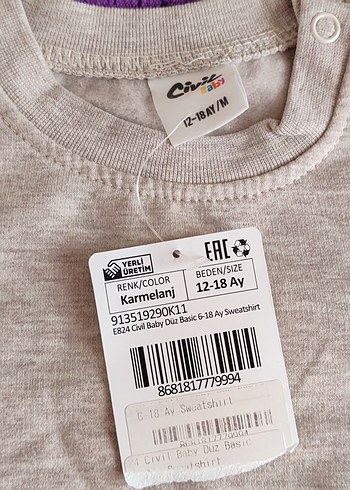 Civil
Baby
12-18 AY/M
YERLİ
ÜRETİM
EAC
RENK/COLOR
Karmelanj
BEDEN/SIZE
12-18 Ay
913519290K11
E824 Civil Baby Düz Basic 6-18 Ay Sweatshirt
8681817779994
6-18 Ay Sweatshirt
Civil Baby Düz Basic
Sweatshirt